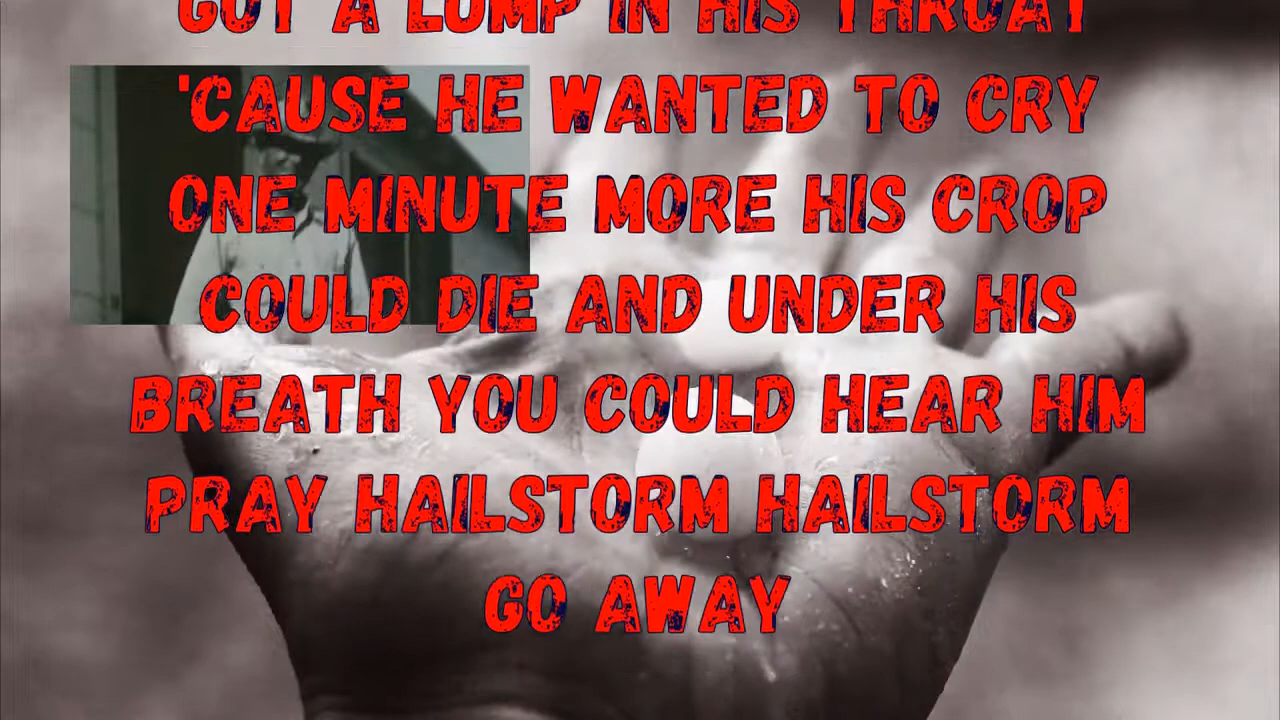 GOT A LUMP IN HIS THROAT
'CAUSE HE WANTED TO CRY
ONE MINUTE MORE HIS CROP
COULD DIE AND UNDER HIS
BREATH YOU COULD HEAR HIM
PRAY HAILSTORM HAILSTORM
GO AWAY